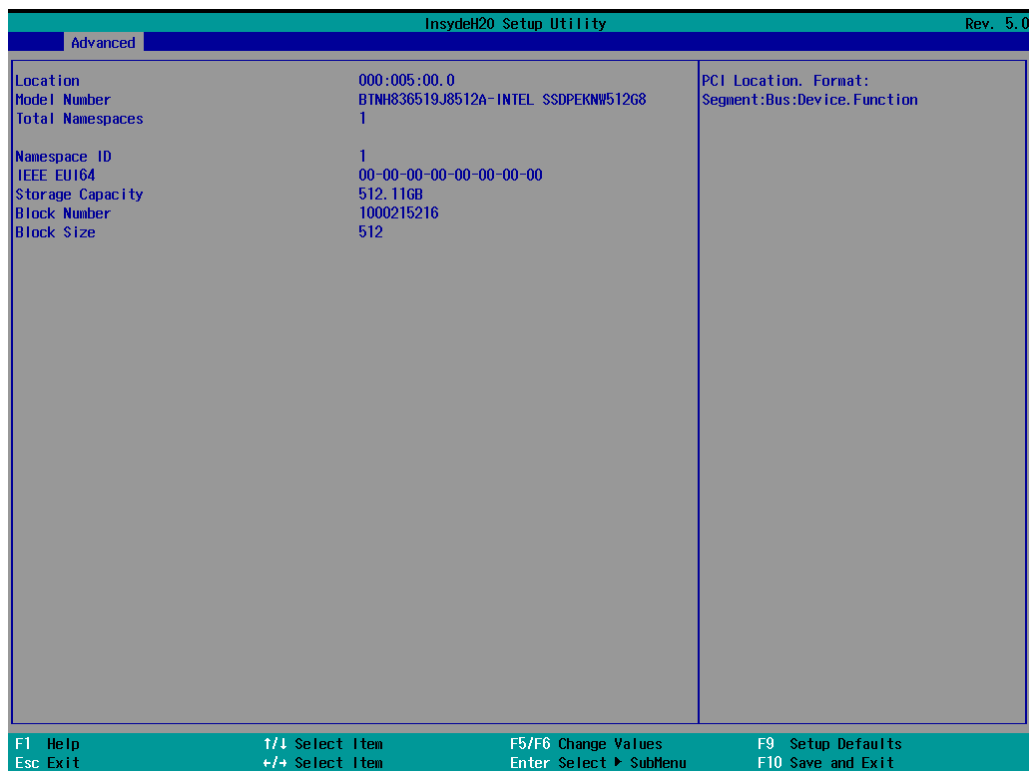 InsydeH20 Setup Utility Rev. 5.0
Advanced
Location 000:005:00.0 PCI Location. Format:
Model Number BTNH836519J8512A-INTEL SSDPEKNW512G8 Segment:Bus:Device.Function
Total Namespaces 1
Namespace ID 1
IEEE EUI64 00-00-00-00-00-00-00-00
Storage Capacity 512.11GB
Block Number 1000215216
Block Size 512
F1 Help ↑/↓ Select Item F5/F6 Change Values F9 Setup Defaults
Esc Exit ←/→ Select Item Enter Select ▶ SubMenu F10 Save and Exit